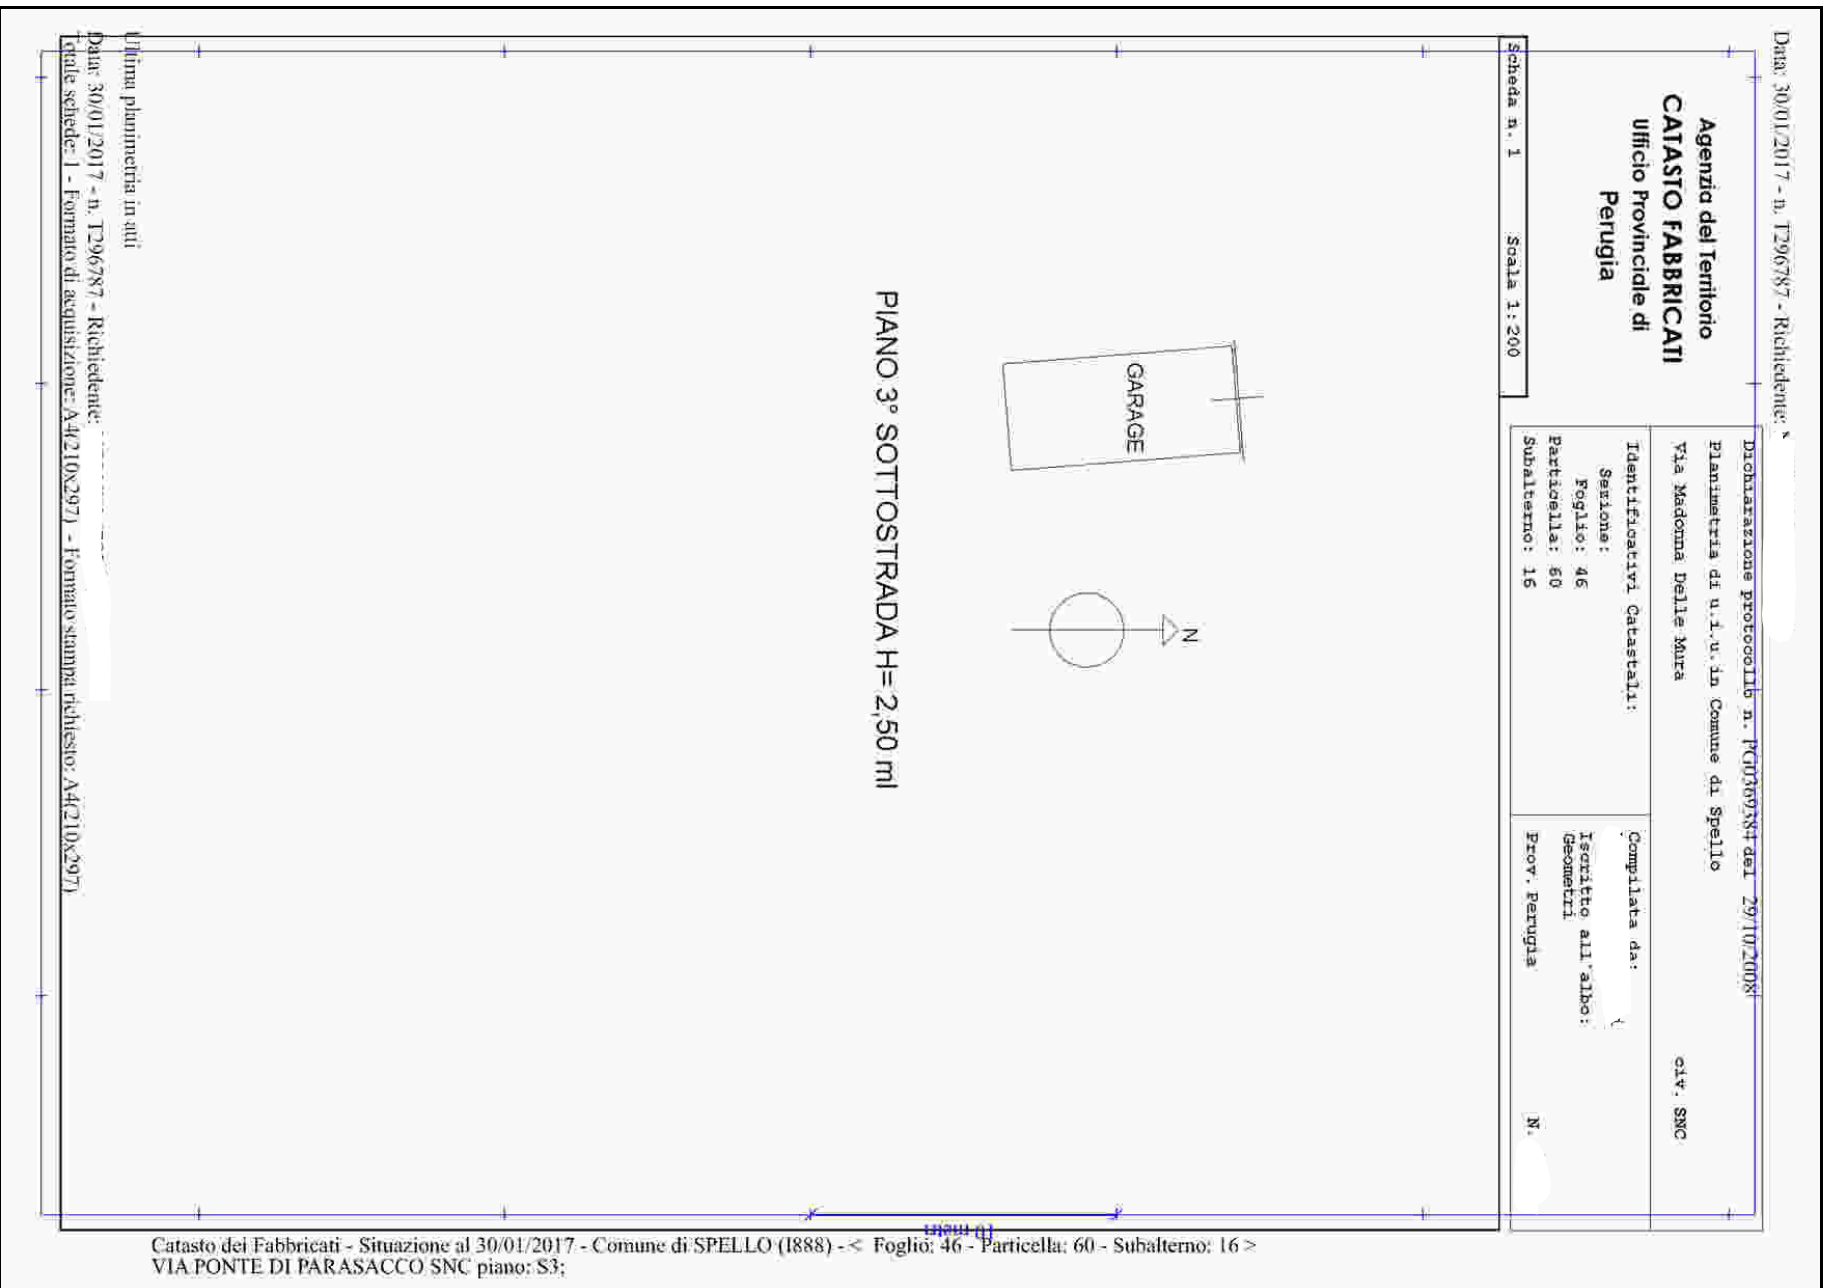 Data: 30/01/2017 - n. T296787 - Richiedente:
Agenzia del Territorio
CATASTO FABBRICATI
Ufficio Provinciale di
Perugia
Dichiarazione protocollo n. PG0369384 del 29/10/2008
Planimetria di u.i.u. in Comune di Spello
Via Madonna Delle Mura civ. SNC
Identificativi Catastali:
Sezione:
Foglio: 46
Particella: 60
Subalterno: 16
Compilata da:
Iscritto all'albo:
Geometri
Prov. Perugia N.
Scheda n. 1 Scala 1:200
GARAGE
N
PIANO 3° SOTTOSTRADA H= 2,50 ml
10 metri
Ultima planimetria in atti
Data: 30/01/2017 - n. T296787 - Richiedente:
Totale schede: 1 - Formato di acquisizione: A4(210x297) - Formato stampa richiesto: A4(210x297)
Catasto dei Fabbricati - Situazione al 30/01/2017 - Comune di SPELLO (I888) - < Foglio: 46 - Particella: 60 - Subalterno: 16 >
VIA PONTE DI PARASACCO SNC piano: S3;